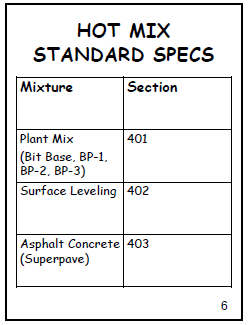 HOT MIX
STANDARD SPECS
Mixture Section
Plant Mix 401
(Bit Base, BP-1,
BP-2, BP-3)
Surface Leveling 402
Asphalt Concrete 403
(Superpave)
6